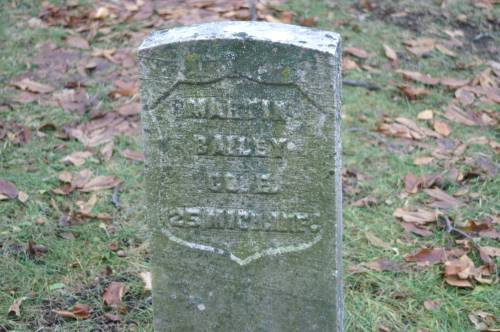 MARTIN
BAILEY
CO. E.
25 MICH. INF.